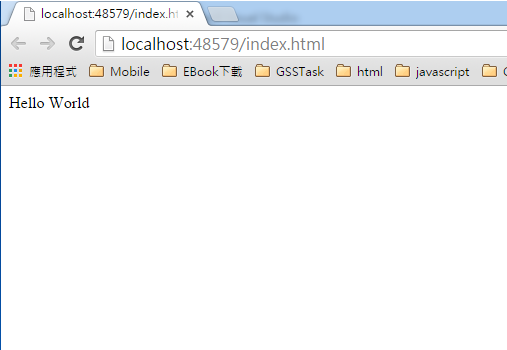 localhost:48579/index.ht
localhost:48579/index.html
應用程式 Mobile EBook下載 GSSTask html javascript
Hello World